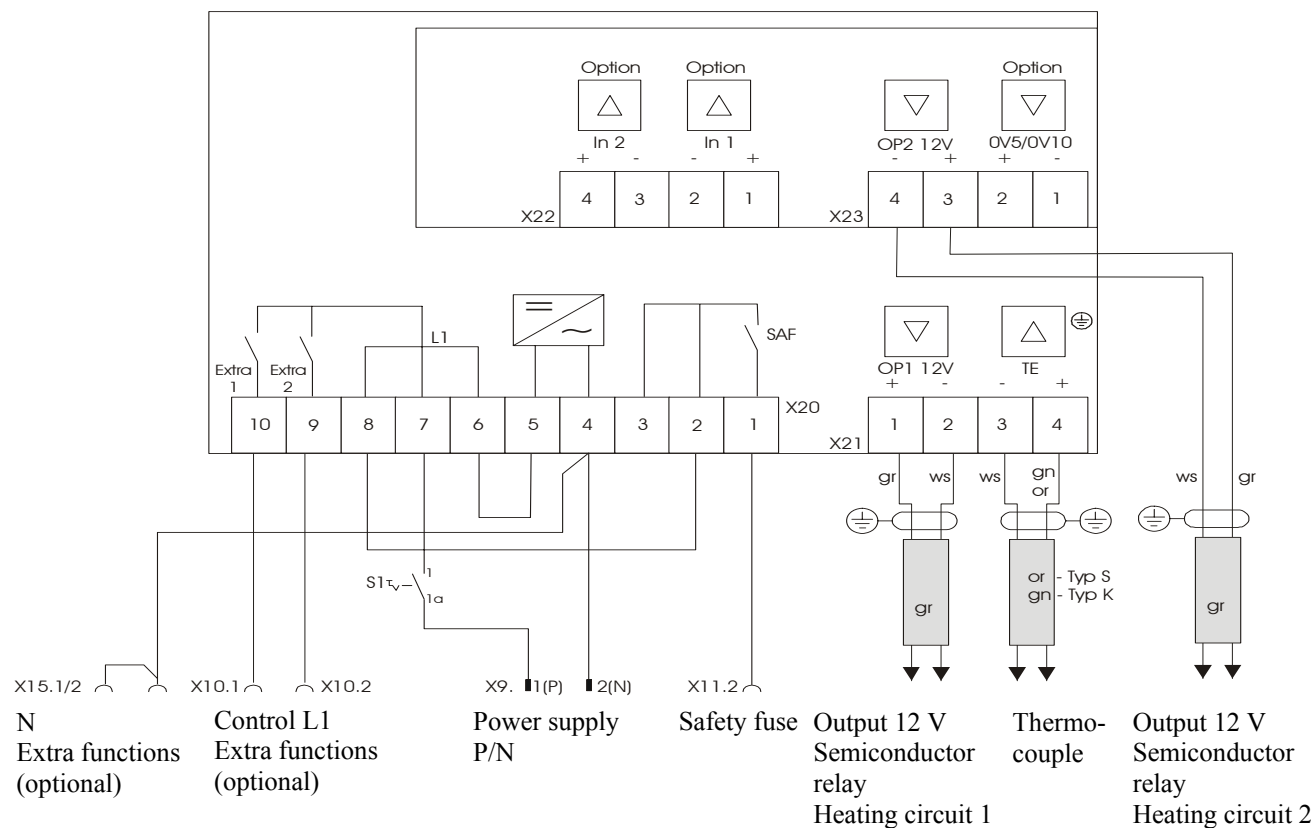 Option Option Option
In 2 In 1 OP2 12V 0V5/0V10
+ - - + - + + -
X22 4 3 2 1 X23 4 3 2 1
L1 SAF
Extra 1 Extra 2
OP1 12V TE
+ - - +
10 9 8 7 6 5 4 3 2 1 X20
X21 1 2 3 4
gr ws ws gn or ws gr
S1 1
1a
or - Typ S
gn - Typ K
gr gr
X15.1/2 X10.1 X10.2 X9. 1(P) 2(N) X11.2
N
Extra functions
(optional)
Control L1
Extra functions
(optional)
Power supply
P/N
Safety fuse
Output 12 V
Semiconductor
relay
Heating circuit 1
Thermo-
couple
Output 12 V
Semiconductor
relay
Heating circuit 2